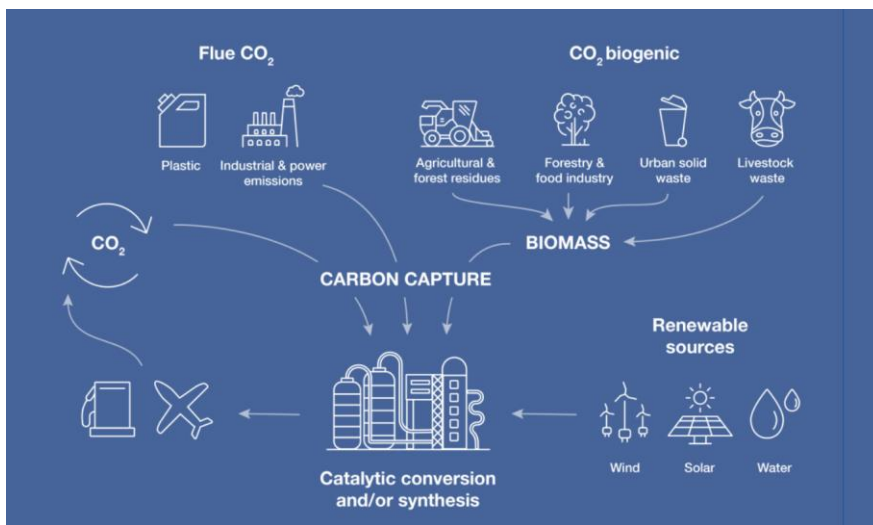 Flue CO₂
CO₂ biogenic
Plastic
Industrial & power
emissions
Agricultural &
forest residues
Forestry &
food industry
Urban solid
waste
Livestock
waste
CO₂
BIOMASS
CARBON CAPTURE
Renewable
sources
Wind
Solar
Water
Catalytic conversion
and/or synthesis